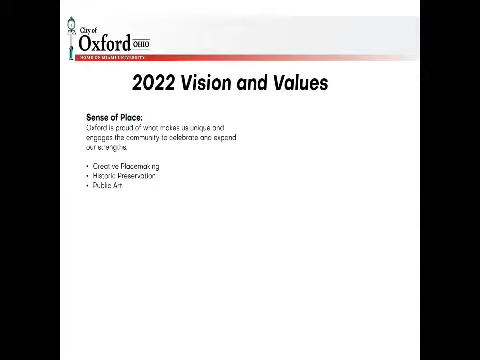 City of
Oxford OHIO
HOME OF MIAMI UNIVERSITY
2022 Vision and Values
Sense of Place:
Oxford is proud of what makes us unique and
engages the community to celebrate and expand
our strengths.
• Creative Placemaking
• Historic Preservation
• Public Art